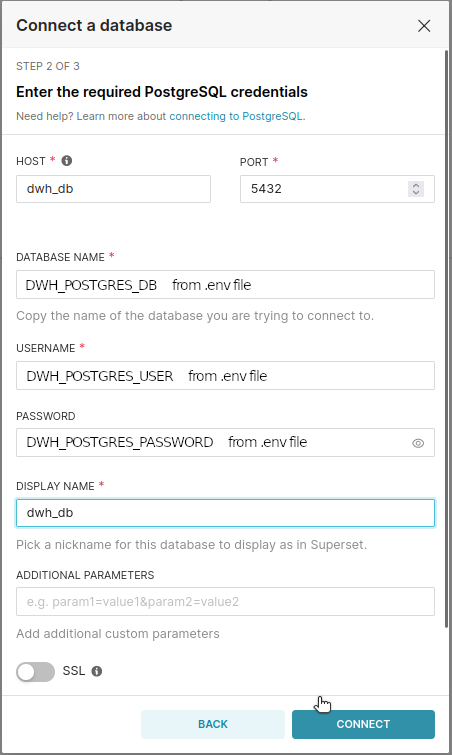 Connect a database
STEP 2 OF 3
Enter the required PostgreSQL credentials
Need help? Learn more about connecting to PostgreSQL.
HOST * PORT *
dwh_db 5432
DATABASE NAME *
DWH_POSTGRES_DB from .env file
Copy the name of the database you are trying to connect to.
USERNAME *
DWH_POSTGRES_USER from .env file
PASSWORD
DWH_POSTGRES_PASSWORD from .env file
DISPLAY NAME *
dwh_db
Pick a nickname for this database to display as in Superset.
ADDITIONAL PARAMETERS
e.g. param1=value1&param2=value2
Add additional custom parameters
SSL
BACK CONNECT